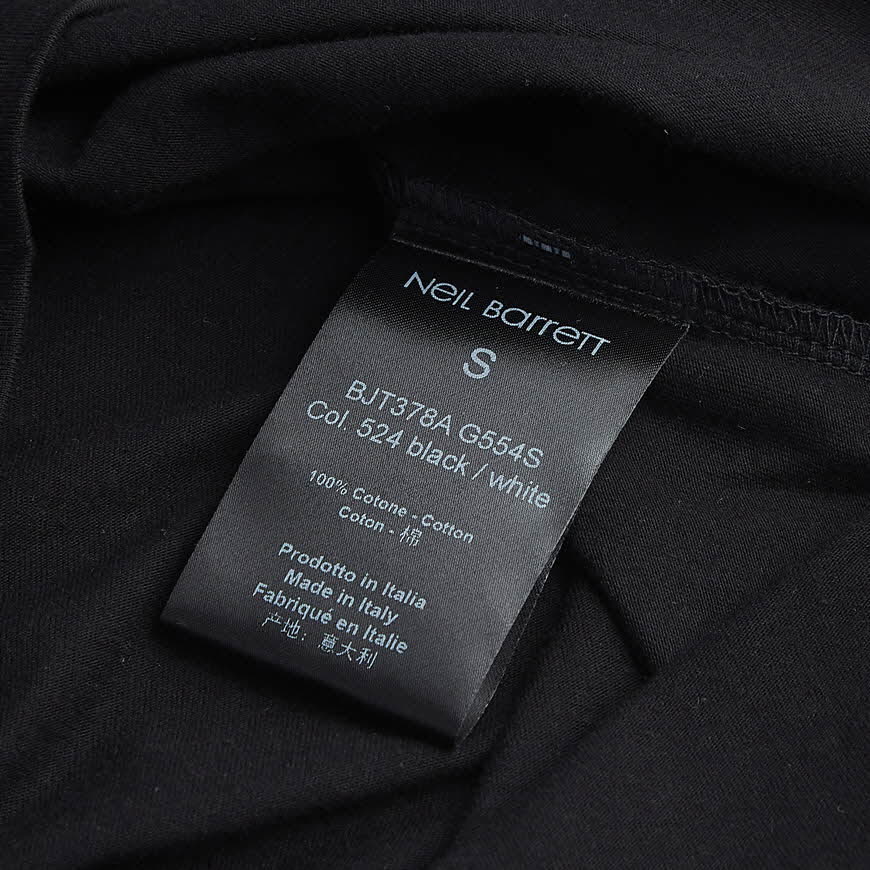 NEIL BarreTT
S
BJT378A G554S
Col. 524 black / white
100% Cotone - Cotton
Coton - 棉
Prodotto in Italia
Made in Italy
Fabriqué en Italie
产地: 意大利